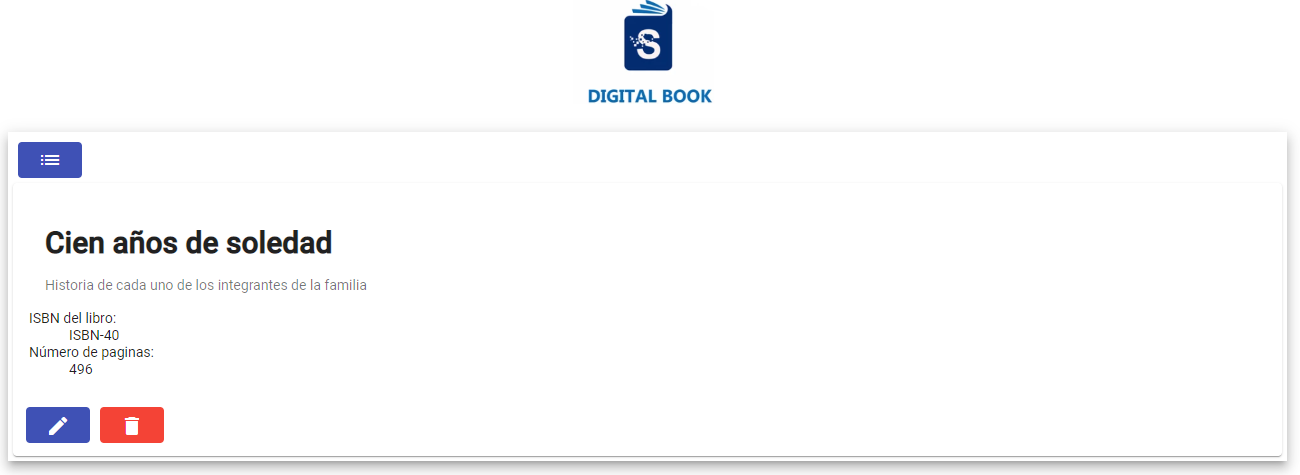 S
DIGITAL BOOK
Cien años de soledad
Historia de cada uno de los integrantes de la familia
ISBN del libro:
ISBN-40
Número de paginas:
496